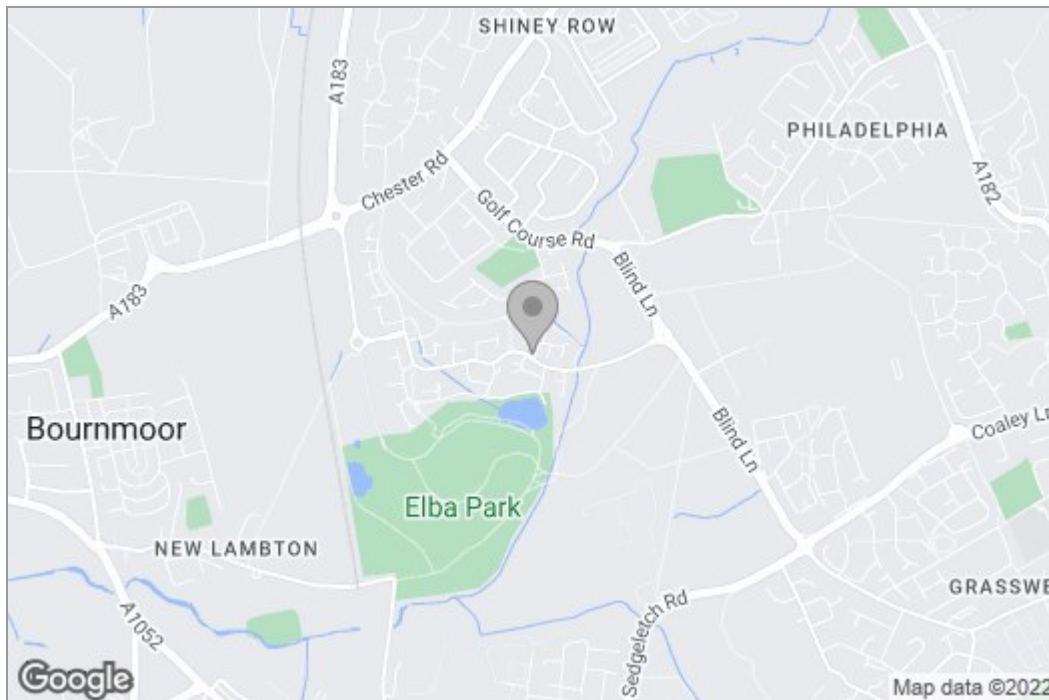 SHINEY ROW
A183
PHILADELPHIA
Chester Rd
A182
Golf Course Rd
Blind Ln
A183
Bournmoor
Blind Ln
Coaley Ln
Elba Park
NEW LAMBTON
GRASSWE
A1052
Sedgeletch Rd
Google
Map data ©2022